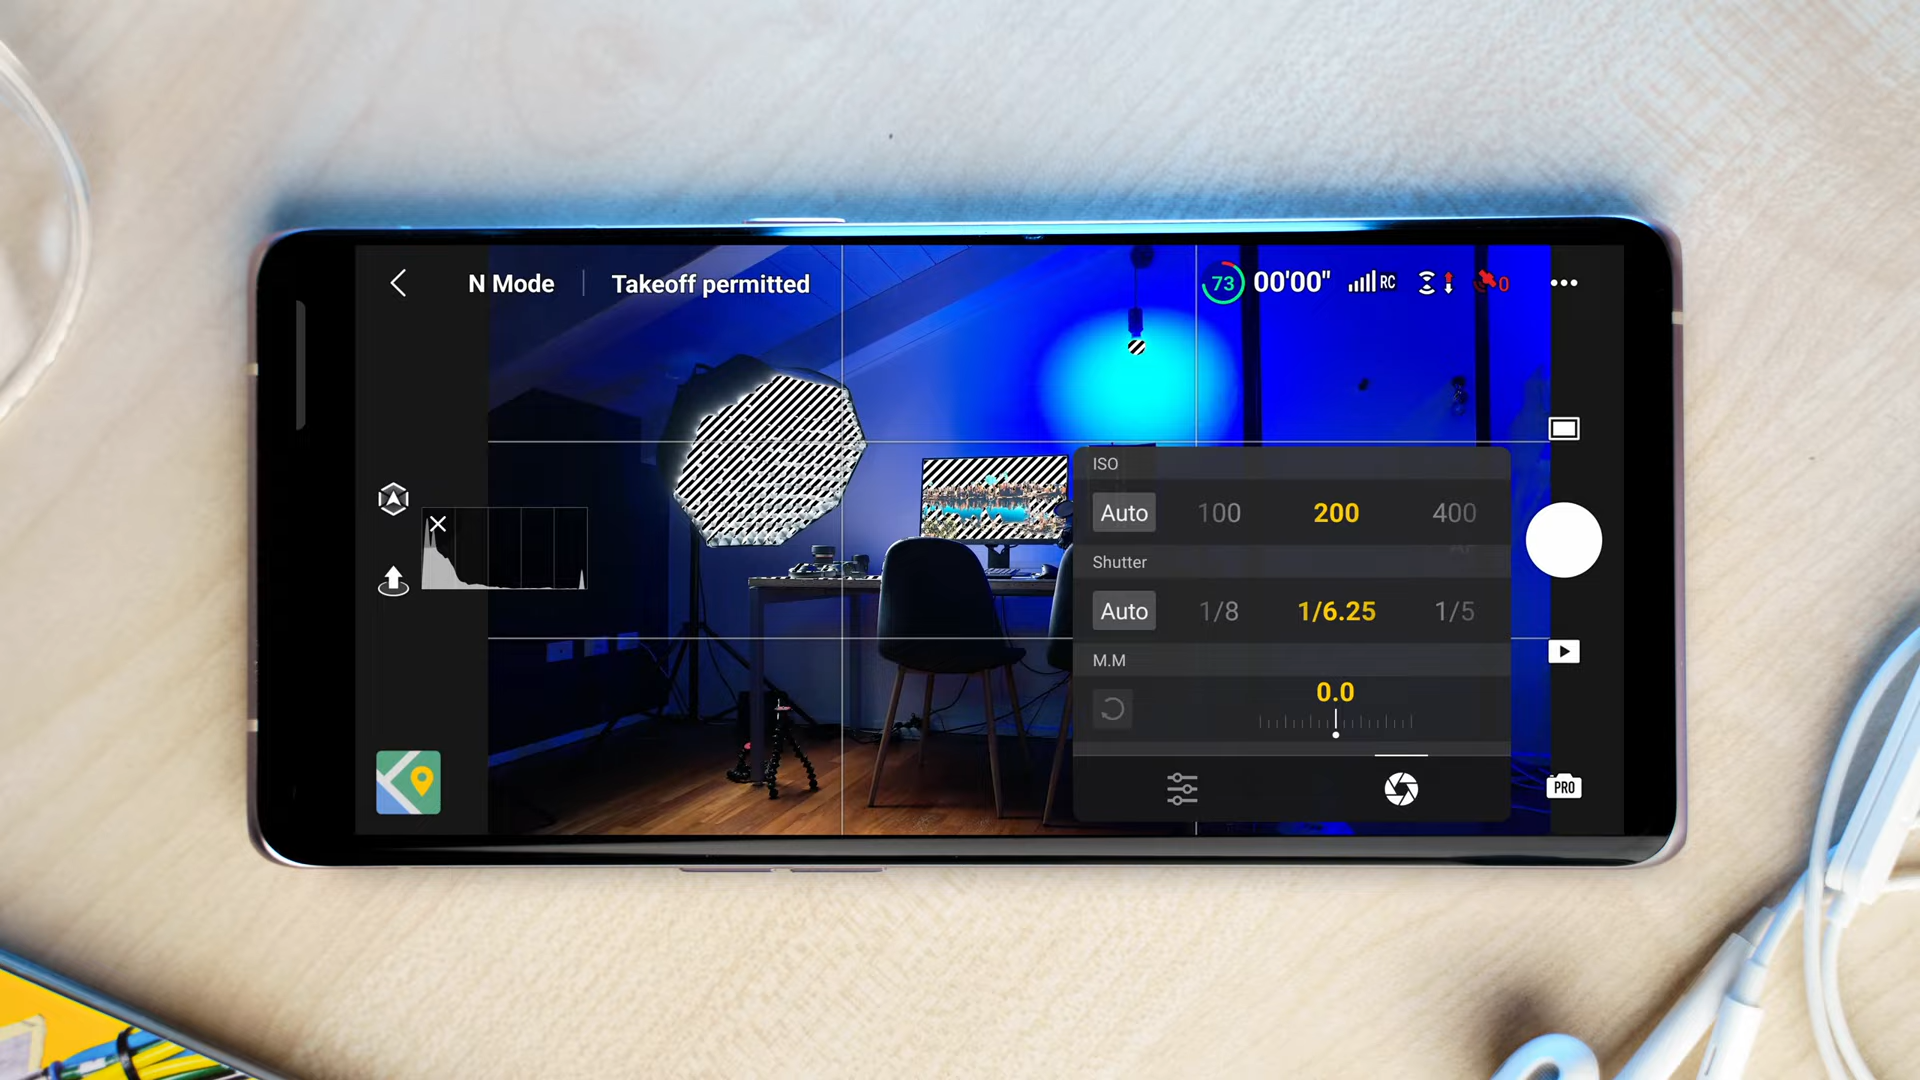 N Mode
Takeoff permitted
73
00'00"
RC
0
ISO
Auto
100
200
400
Shutter
Auto
1/8
1/6.25
1/5
M.M
0.0
PRO